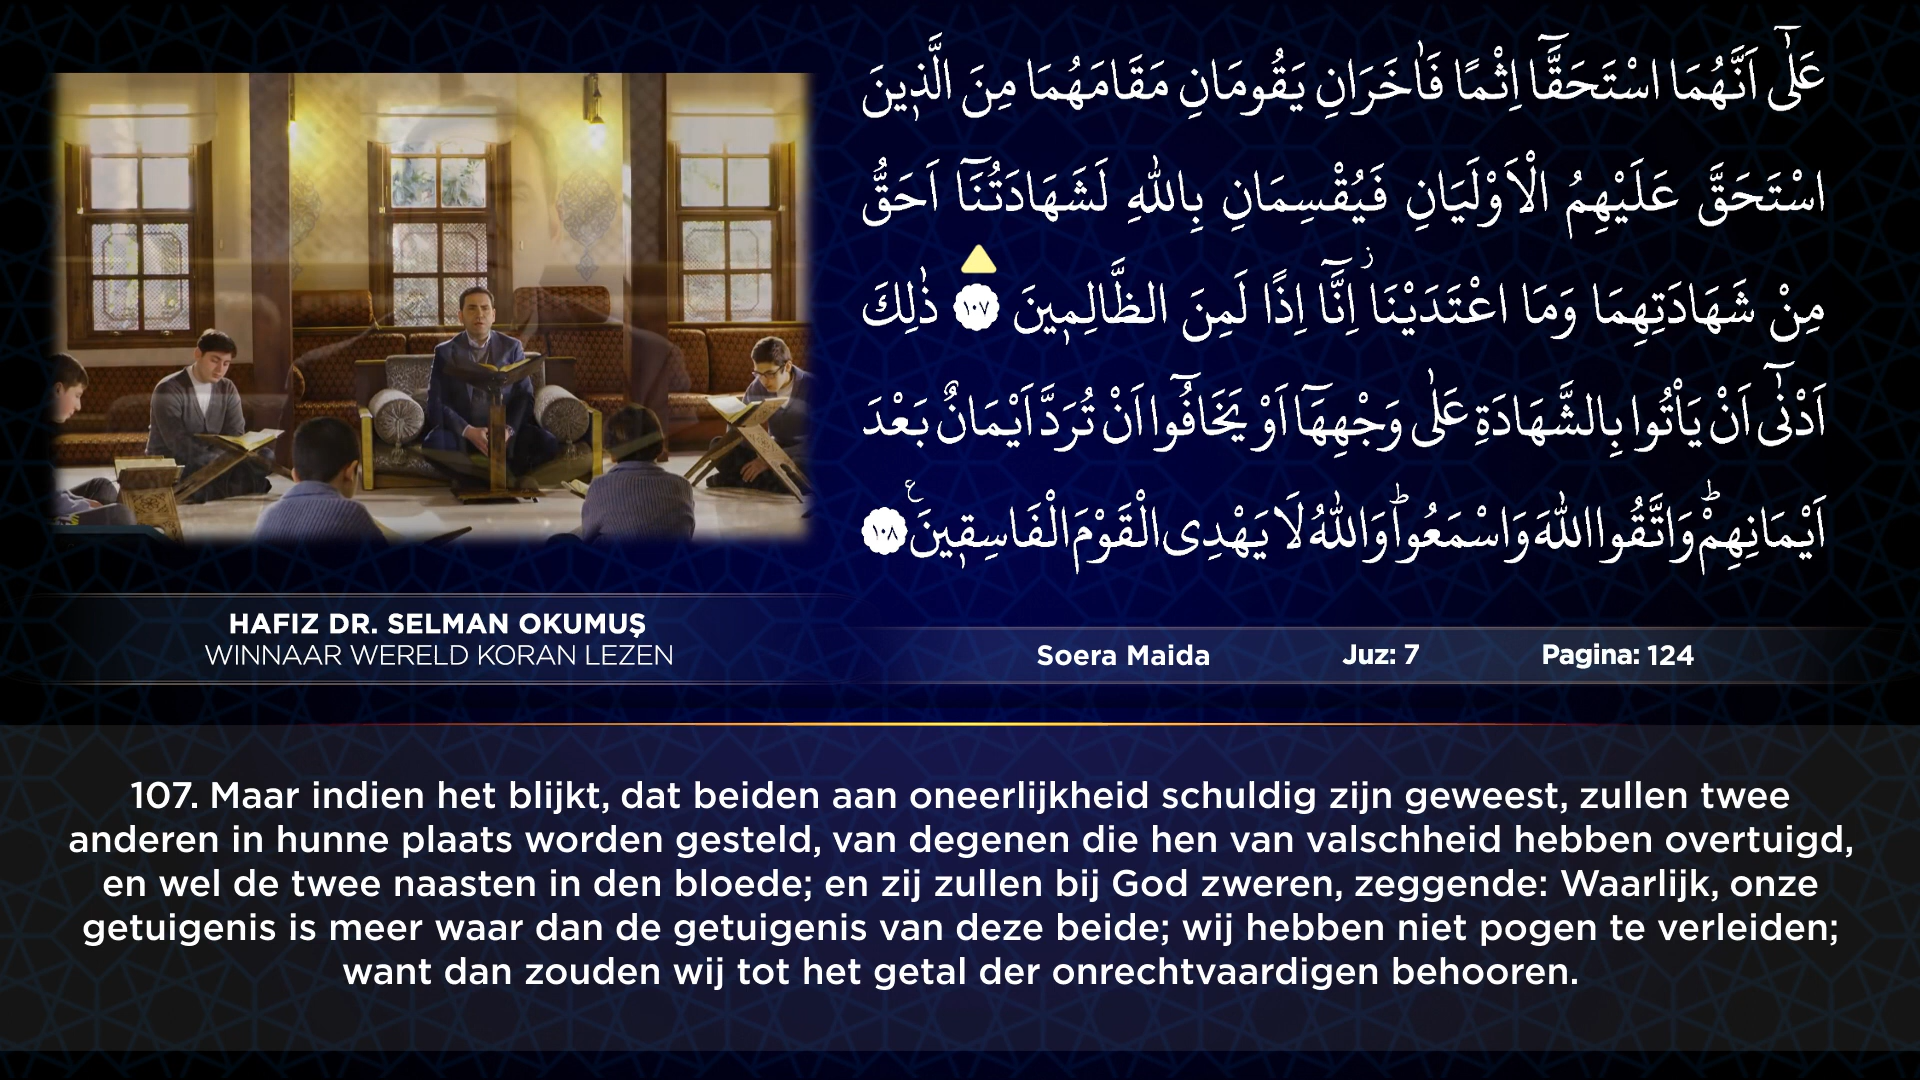 عَلٰٓى اَنَّهُمَا اسْتَحَقَّٓا اِثْمًا فَاٰخَرَانِ يَقُومَانِ مَقَامَهُمَا مِنَ الَّذ۪ينَ
اسْتَحَقَّ عَلَيْهِمُ الْاَوْلَيَانِ فَيُقْسِمَانِ بِاللّٰهِ لَشَهَادَتُنَٓا اَحَقُّ
مِنْ شَهَادَتِهِمَا وَمَا اعْتَدَيْنَاۘ اِنَّٓا اِذًا لَمِنَ الظَّالِم۪ينَ ﴿١٠٧﴾ ذٰلِكَ
اَدْنٰٓى اَنْ يَأْتُوا بِالشَّهَادَةِ عَلٰى وَجْهِهَٓا اَوْ يَخَافُٓوا اَنْ تُرَدَّ اَيْمَانٌ بَعْدَ
اَيْمَانِهِمْۜ وَاتَّقُوا اللّٰهَ وَاسْمَعُواۜ وَاللّٰهُ لَا يَهْدِى الْقَوْمَ الْفَاسِق۪ينَ ﴿١٠٨﴾
HAFIZ DR. SELMAN OKUMUŞ
WINNAAR WERELD KORAN LEZEN
Soera Maida Juz: 7 Pagina: 124
107. Maar indien het blijkt, dat beiden aan oneerlijkheid schuldig zijn geweest, zullen twee
anderen in hunne plaats worden gesteld, van degenen die hen van valschheid hebben overtuigd,
en wel de twee naasten in den bloede; en zij zullen bij God zweren, zeggende: Waarlijk, onze
getuigenis is meer waar dan de getuigenis van deze beide; wij hebben niet pogen te verleiden;
want dan zouden wij tot het getal der onrechtvaardigen behooren.